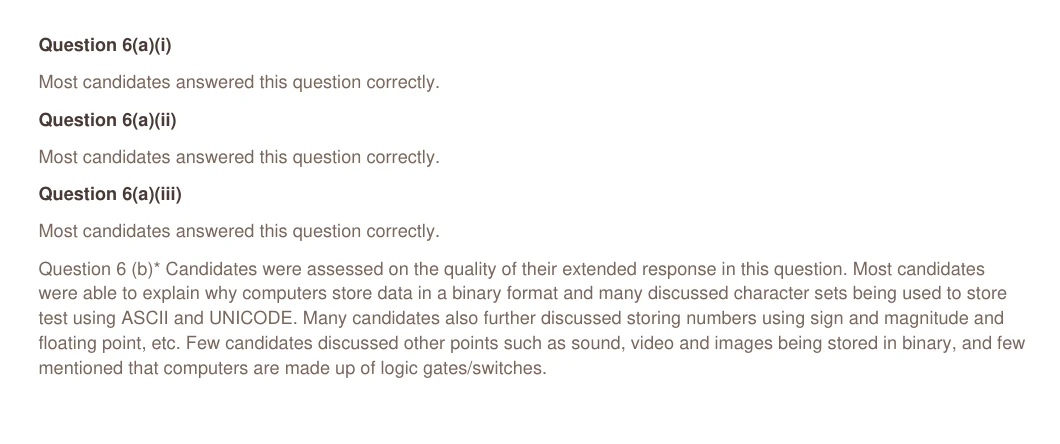 Question 6(a)(i)
Most candidates answered this question correctly.
Question 6(a)(ii)
Most candidates answered this question correctly.
Question 6(a)(iii)
Most candidates answered this question correctly.
Question 6 (b)* Candidates were assessed on the quality of their extended response in this question. Most candidates
were able to explain why computers store data in a binary format and many discussed character sets being used to store
test using ASCII and UNICODE. Many candidates also further discussed storing numbers using sign and magnitude and
floating point, etc. Few candidates discussed other points such as sound, video and images being stored in binary, and few
mentioned that computers are made up of logic gates/switches.